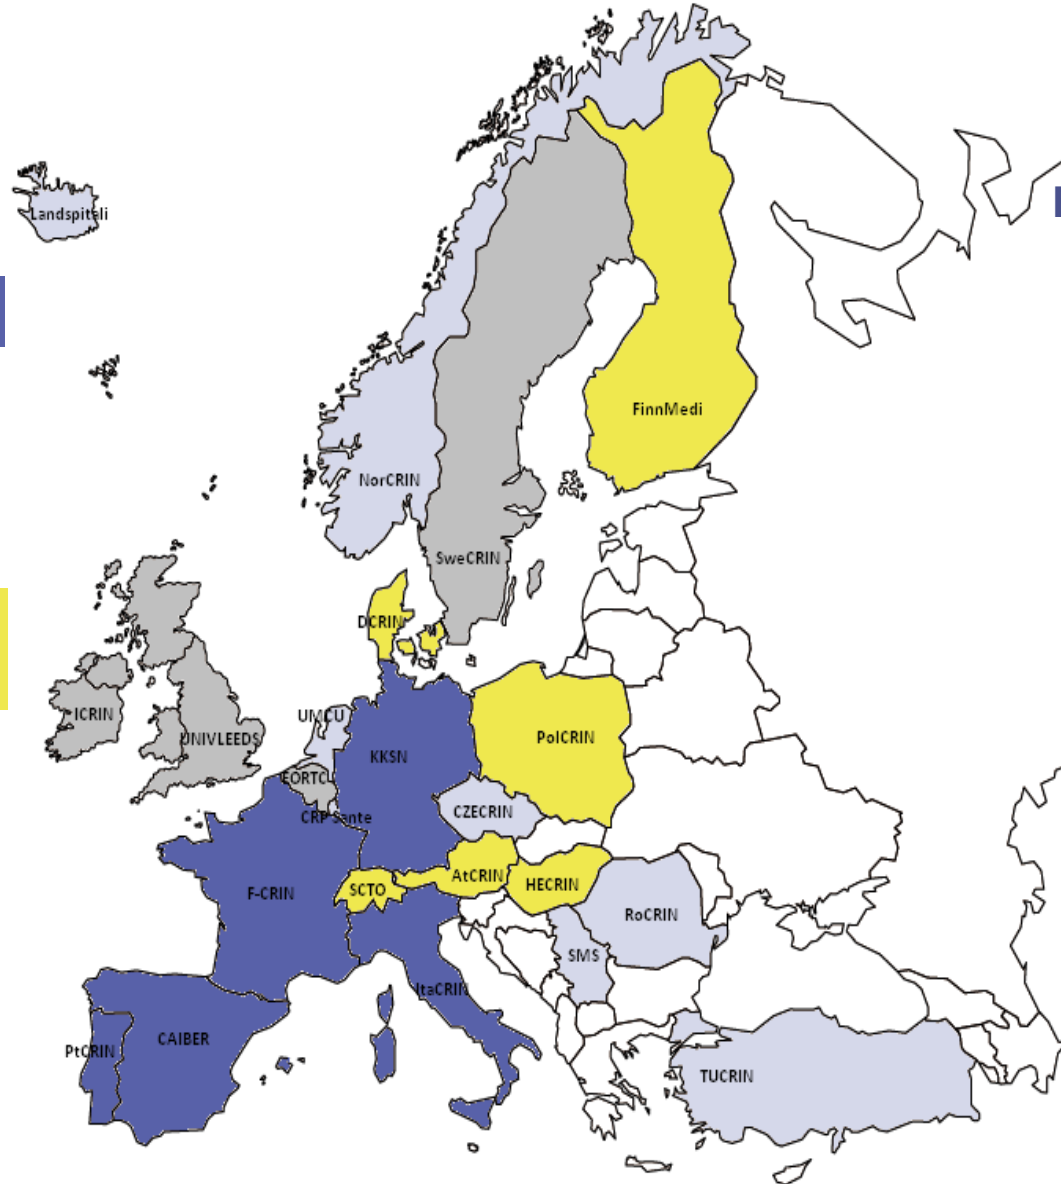 Landspitali
FinnMedi
NorCRIN
SweCRIN
DCRIN
ICRIN
UMCU
UNIVLEEDS
PolCRIN
KKSN
EORTC
CZECRIN
CRP Sante
F-CRIN
SCTO
AtCRIN
HECRIN
RoCRIN
SMS
ItaCRIN
PtCRIN
CAIBER
TUCRIN